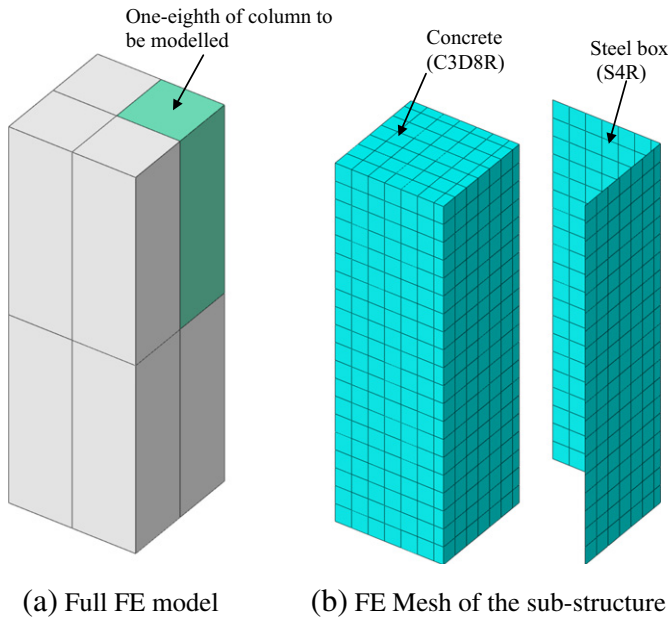 One-eighth of column to
be modelled
Concrete
(C3D8R)
Steel box
(S4R)
(a) Full FE model
(b) FE Mesh of the sub-structure